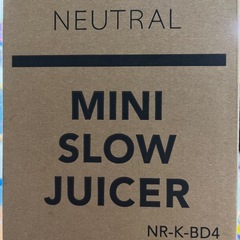 NEUTRAL
MINI
SLOW
JUICER
NR-K-BD4